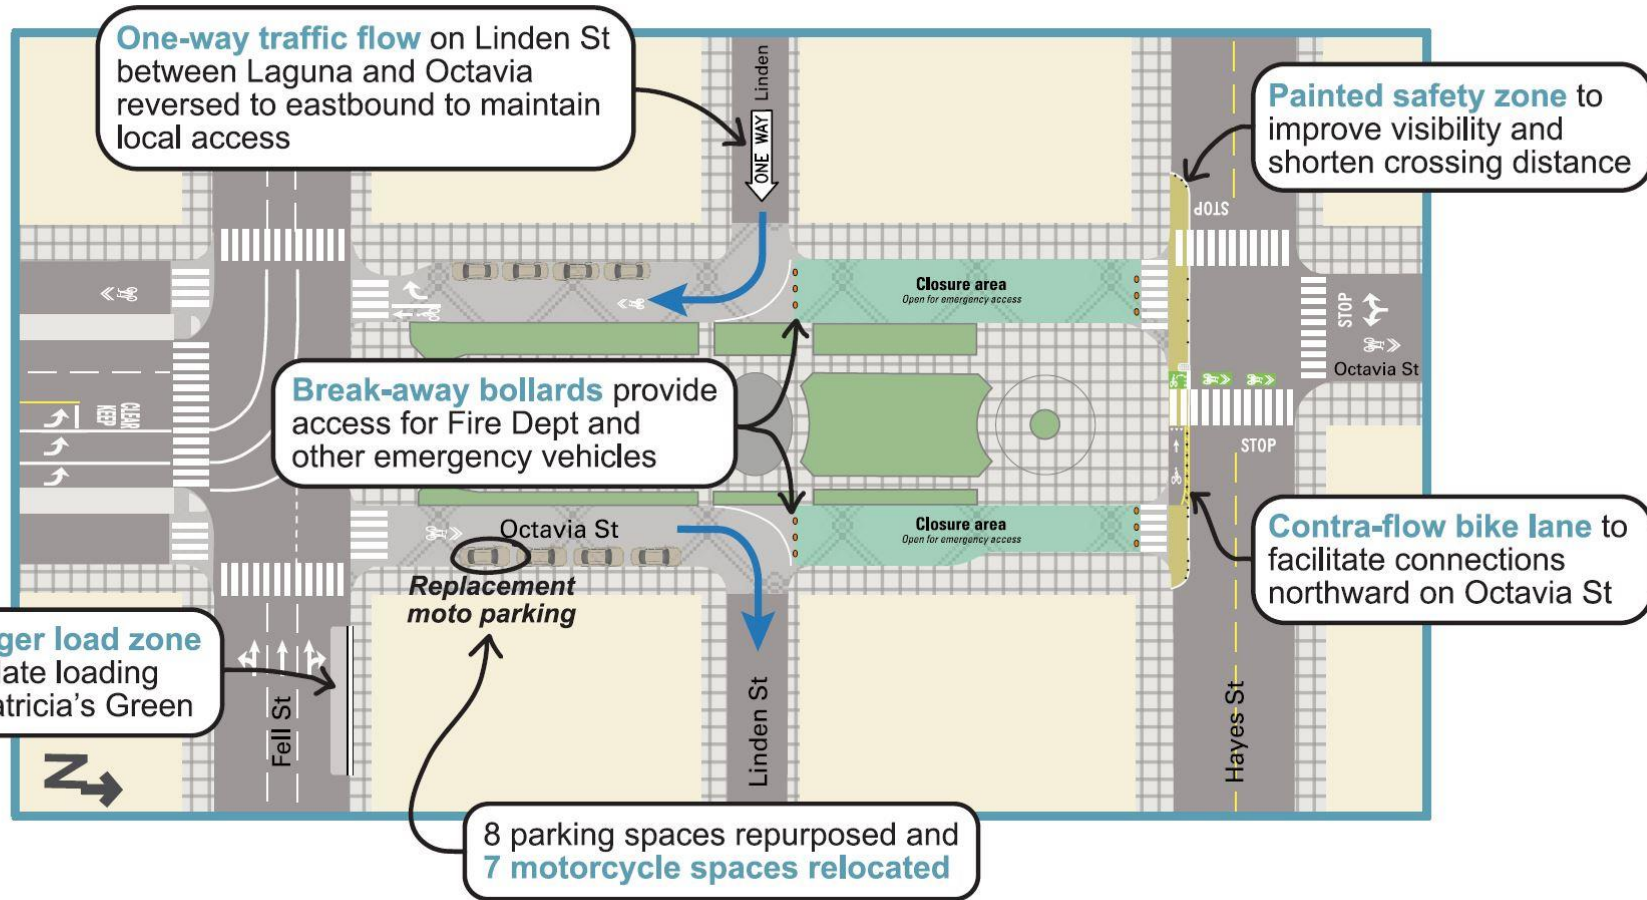 One-way traffic flow on Linden St
between Laguna and Octavia
reversed to eastbound to maintain
local access
Linden
ONE WAY
Painted safety zone to
improve visibility and
shorten crossing distance
STOP
Closure area
Open for emergency access
STOP
Octavia St
Break-away bollards provide
access for Fire Dept and
other emergency vehicles
KEEP
CLEAR
STOP
Octavia St
Closure area
Open for emergency access
Contra-flow bike lane to
facilitate connections
northward on Octavia St
Replacement
moto parking
ger load zone
late loading
atricia's Green
Fell St
Linden St
Hayes St
N
8 parking spaces repurposed and
7 motorcycle spaces relocated